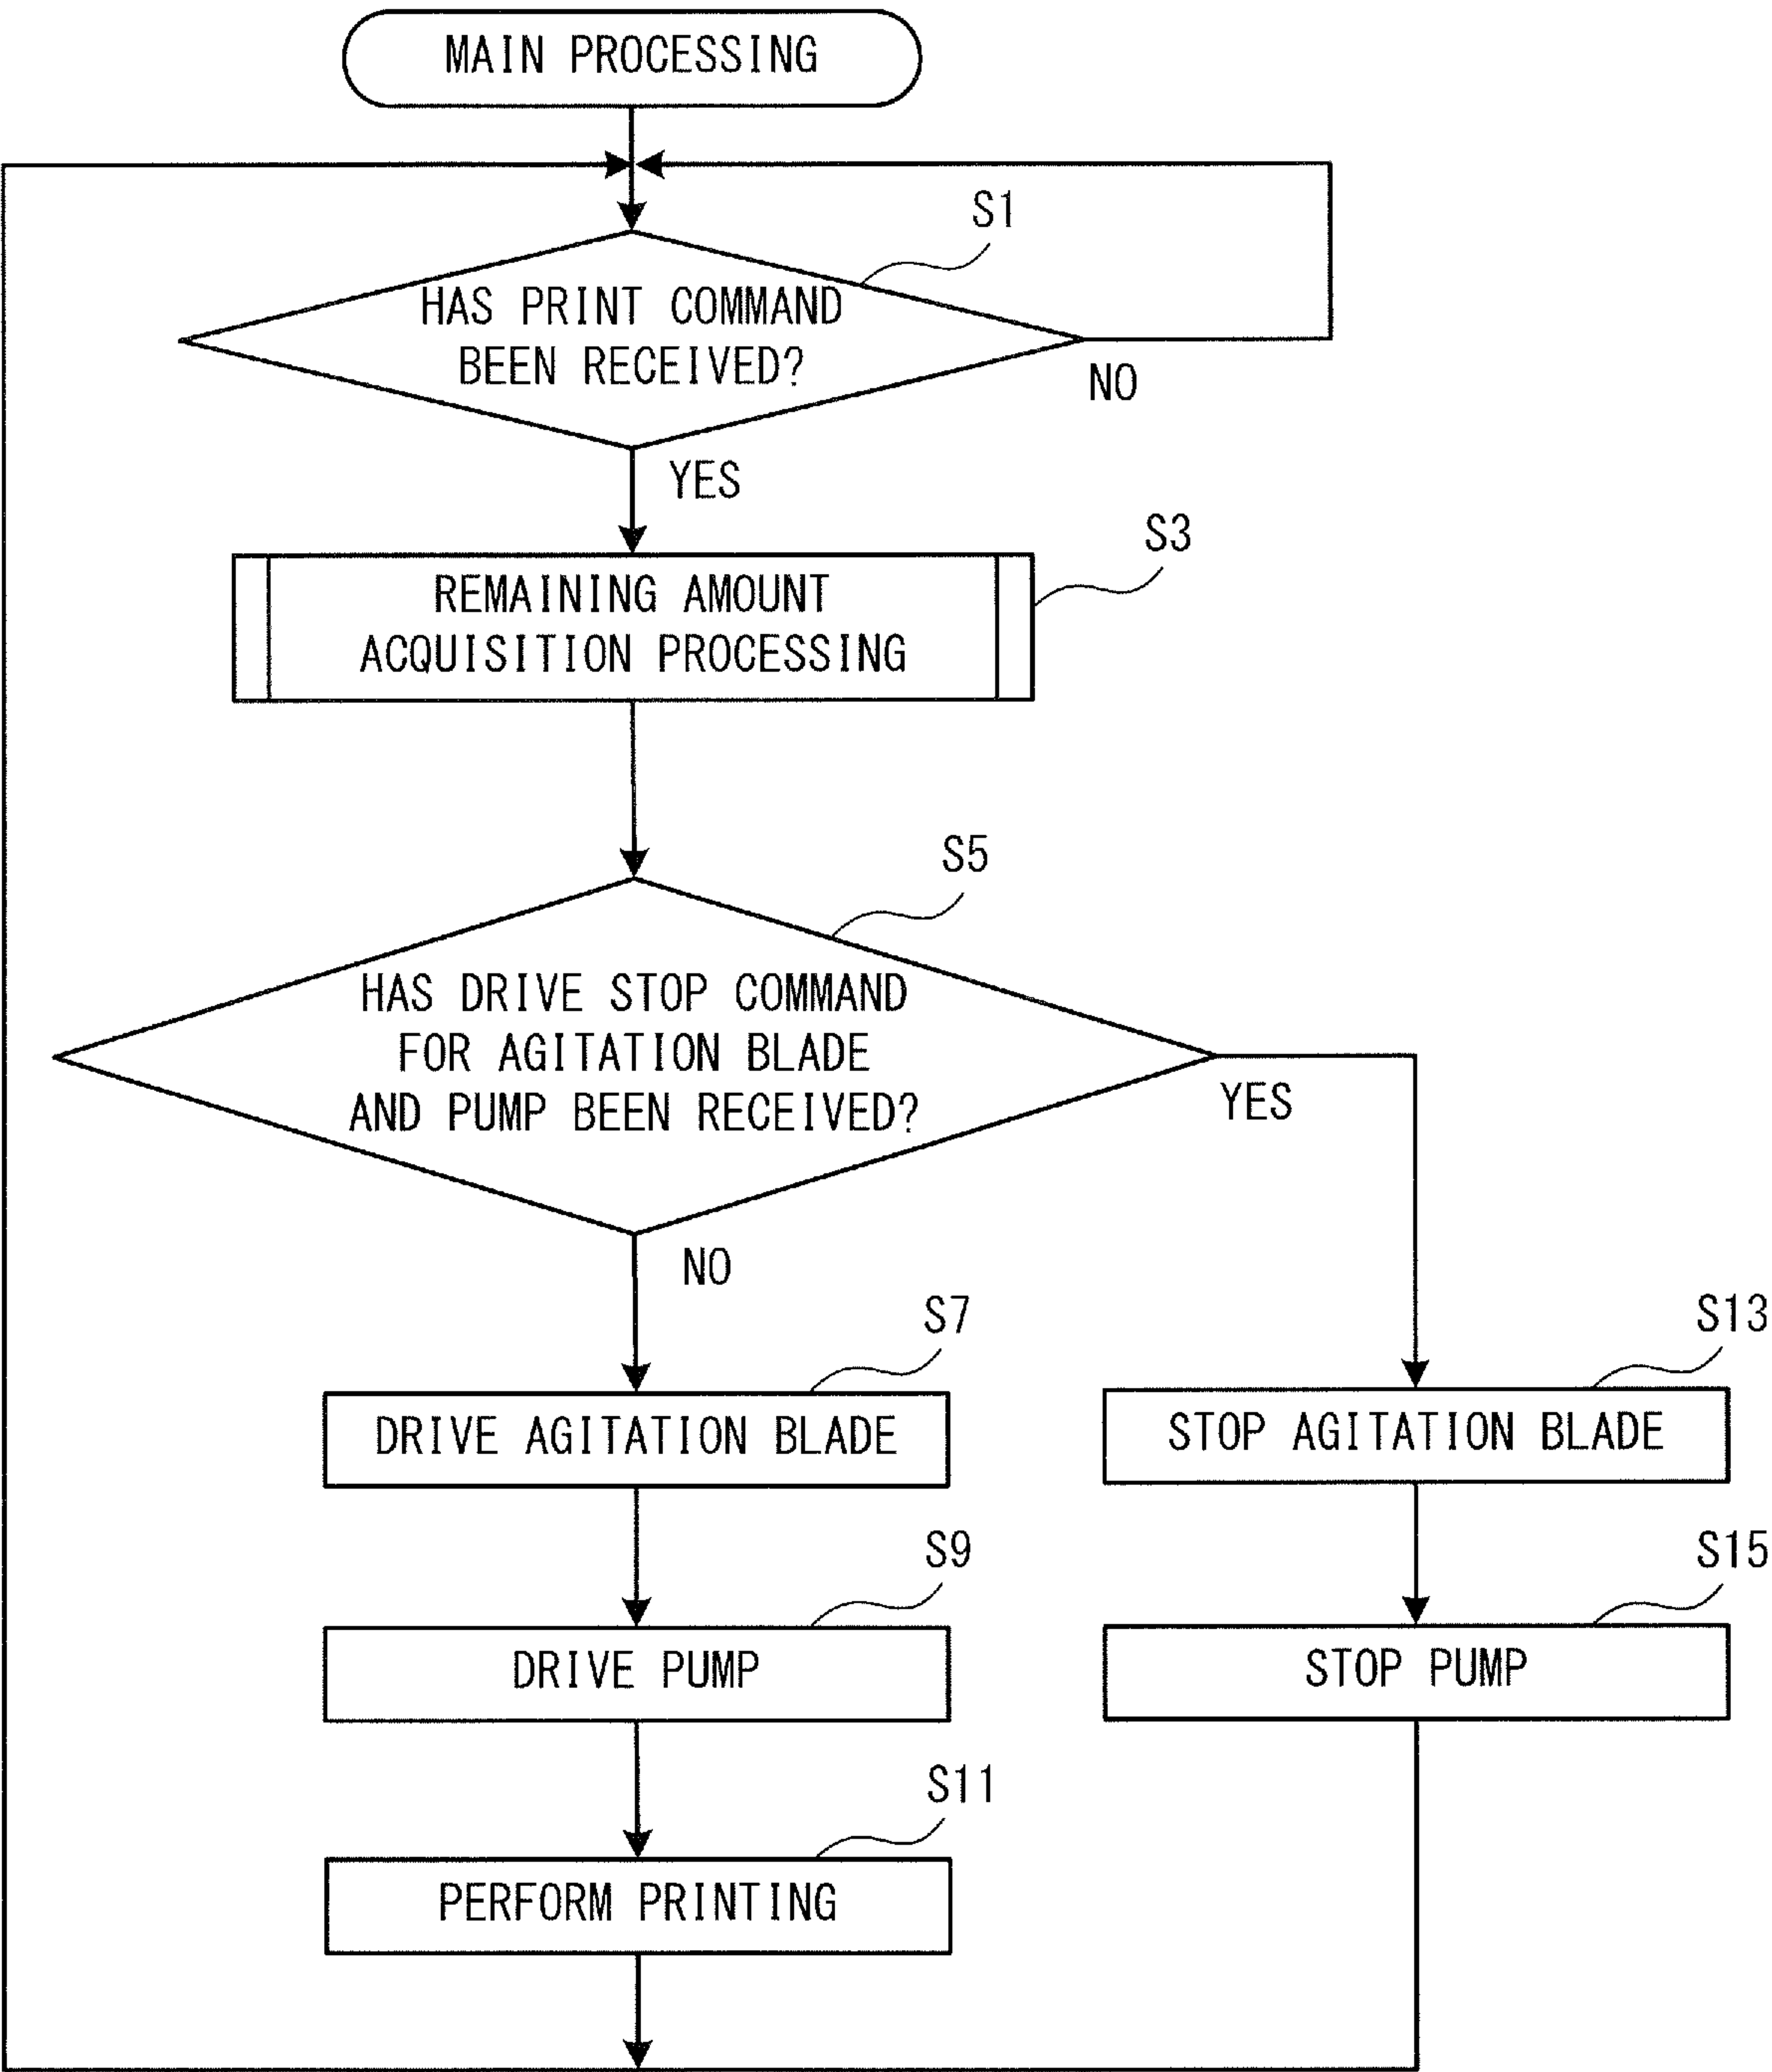 MAIN PROCESSING
S1
HAS PRINT COMMAND
BEEN RECEIVED?
NO
YES
S3
REMAINING AMOUNT
ACQUISITION PROCESSING
S5
HAS DRIVE STOP COMMAND
FOR AGITATION BLADE
AND PUMP BEEN RECEIVED?
YES
NO
S7
DRIVE AGITATION BLADE
S13
STOP AGITATION BLADE
S9
DRIVE PUMP
S15
STOP PUMP
S11
PERFORM PRINTING